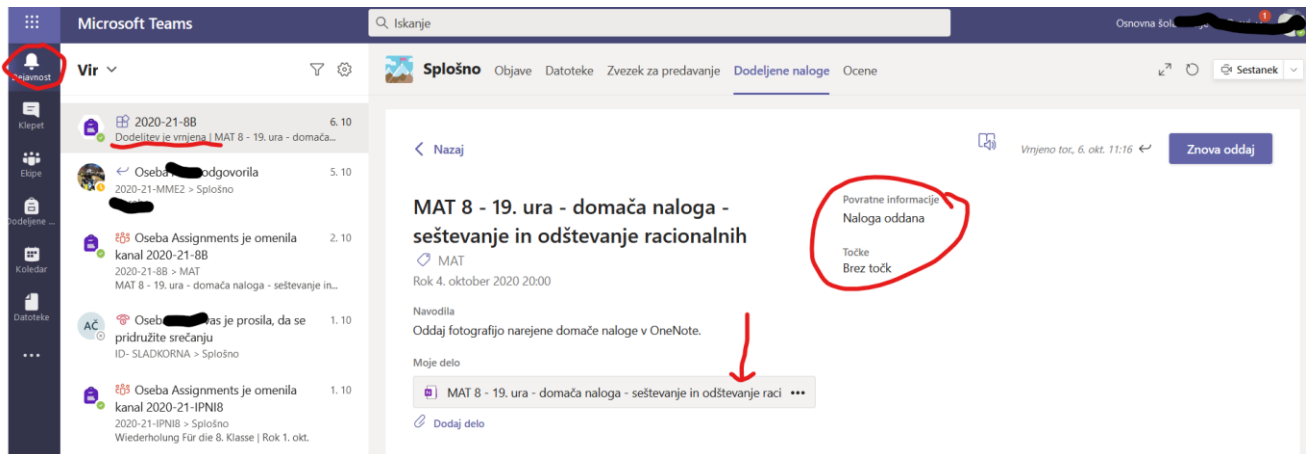 Microsoft Teams
Iskanje
Osnovna šola
1
Dejavnost
Klepet
Ekipe
Dodeljene ...
Koledar
Datoteke
Vir
2020-21-8B 6. 10
Dodelitev je vrnjena | MAT 8 - 19. ura - domača...
Oseba odgovorila 5. 10
2020-21-MME2 > Splošno
Oseba Assignments je omenila 2. 10
kanal 2020-21-8B
2020-21-8B > MAT
MAT 8 - 19. ura - domača naloga - seštevanje in...
AČ
Oseba vas je prosila, da se 1. 10
pridružite srečanju
ID- SLADKORNA > Splošno
Oseba Assignments je omenila 1. 10
kanal 2020-21-IPNI8
2020-21-IPNI8 > Splošno
Wiederholung Für die 8. Klasse | Rok 1. okt.
Splošno Objave Datoteke Zvezek za predavanje Dodeljene naloge Ocene
Sestanek
Nazaj
Vrnjeno tor., 6. okt. 11:16
Znova oddaj
MAT 8 - 19. ura - domača naloga -
seštevanje in odštevanje racionalnih
MAT
Rok 4. oktober 2020 20:00
Povratne informacije
Naloga oddana
Točke
Brez točk
Navodila
Oddaj fotografijo narejene domače naloge v OneNote.
Moje delo
MAT 8 - 19. ura - domača naloga - seštevanje in odštevanje raci
Dodaj delo